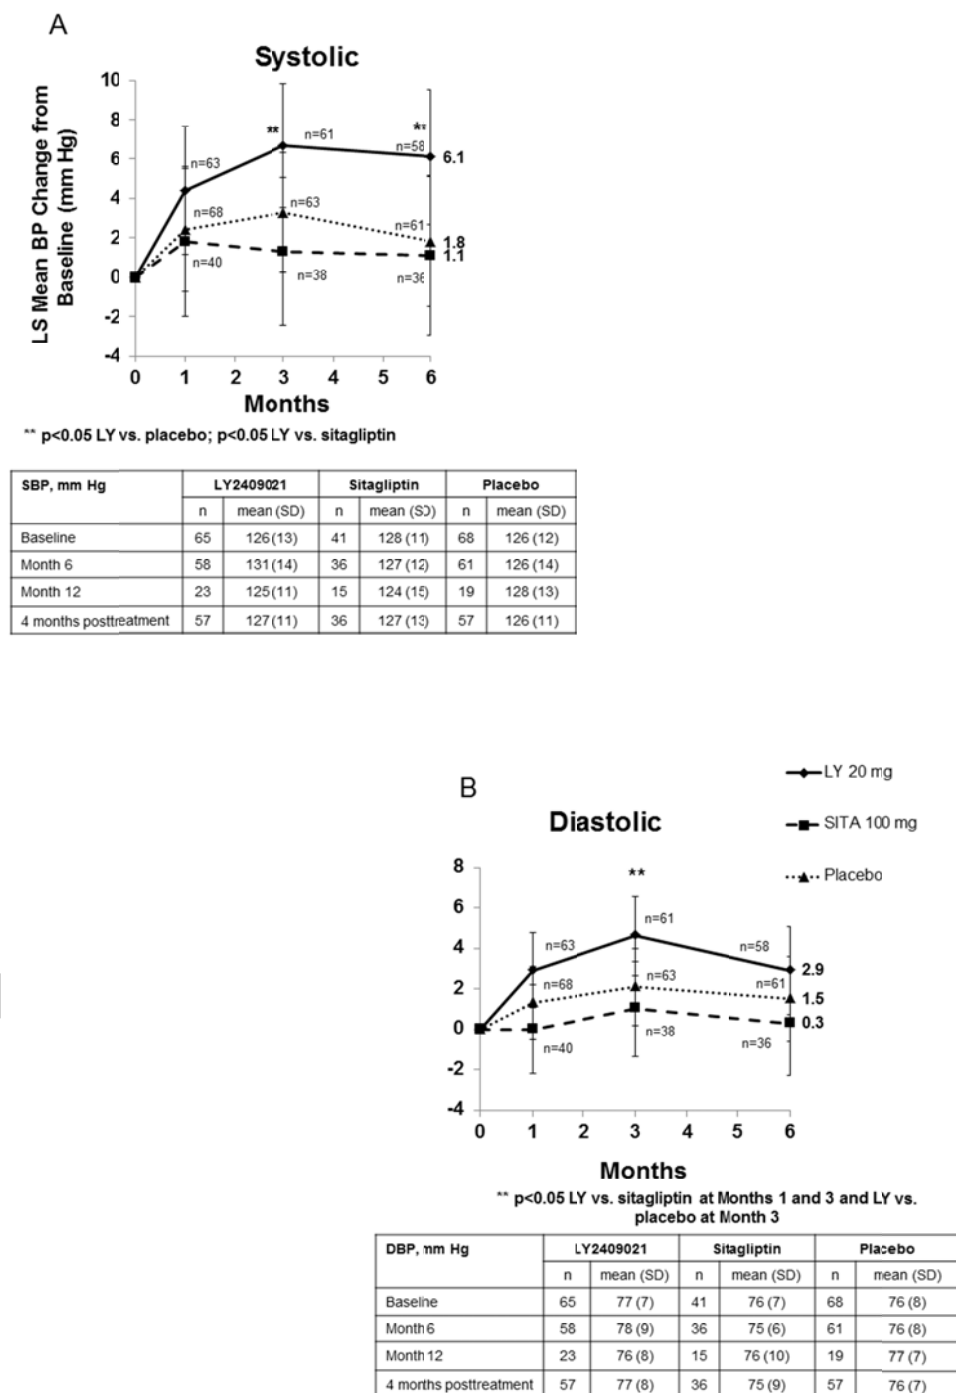 A
Systolic
LS Mean BP Change from
Baseline (mm Hg)
10
8
6
4
2
0
-2
-4
n=63
**
n=61
**
n=58
6.1
n=68
n=63
n=61
1.8
1.1
n=40
n=38
n=36
0 1 2 3 4 5 6
Months
** p<0.05 LY vs. placebo; p<0.05 LY vs. sitagliptin
SBP, mm Hg LY2409021 Sitagliptin Placebo
n mean (SD) n mean (SD) n mean (SD)
Baseline 65 126 (13) 41 128 (11) 68 126 (12)
Month 6 58 131 (14) 36 127 (12) 61 126 (14)
Month 12 23 125 (11) 15 124 (15) 19 128 (13)
4 months posttreatment 57 127 (11) 36 127 (13) 57 126 (11)
B
Diastolic
LY 20 mg
SITA 100 mg
Placebo
8
6
4
2
0
-2
-4
**
n=61
n=63
n=58
2.9
n=68
n=63
n=61
1.5
0.3
n=40
n=38
n=36
0 1 2 3 4 5 6
Months
** p<0.05 LY vs. sitagliptin at Months 1 and 3 and LY vs.
placebo at Month 3
DBP, mm Hg LY2409021 Sitagliptin Placebo
n mean (SD) n mean (SD) n mean (SD)
Baseline 65 77 (7) 41 76 (7) 68 76 (8)
Month 6 58 78 (9) 36 75 (6) 61 76 (8)
Month 12 23 76 (8) 15 76 (10) 19 77 (7)
4 months posttreatment 57 77 (8) 36 75 (9) 57 76 (7)